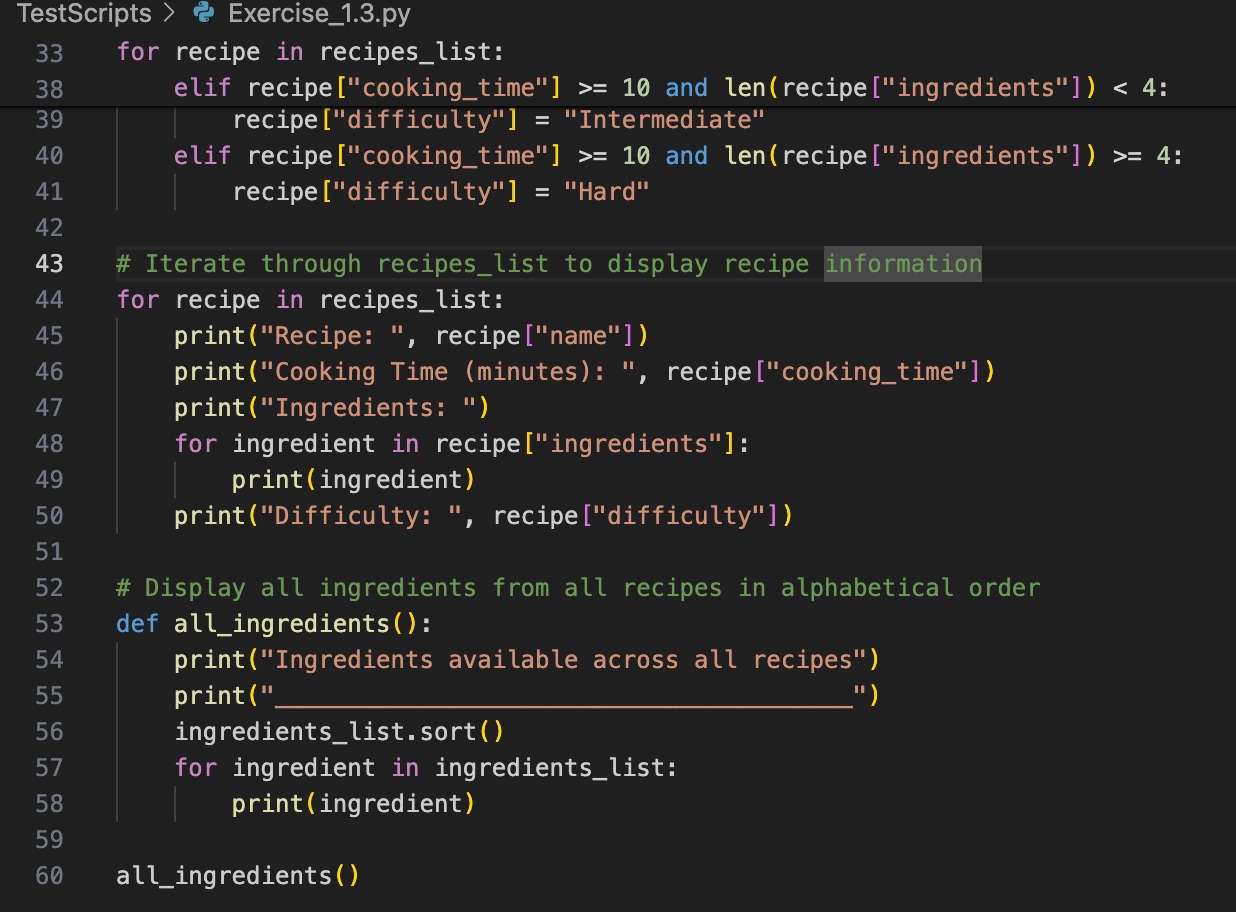 TestScripts > Exercise_1.3.py
33 for recipe in recipes_list:
38     elif recipe["cooking_time"] >= 10 and len(recipe["ingredients"]) < 4:
39         recipe["difficulty"] = "Intermediate"
40     elif recipe["cooking_time"] >= 10 and len(recipe["ingredients"]) >= 4:
41         recipe["difficulty"] = "Hard"
42
43 # Iterate through recipes_list to display recipe information
44 for recipe in recipes_list:
45     print("Recipe: ", recipe["name"])
46     print("Cooking Time (minutes): ", recipe["cooking_time"])
47     print("Ingredients: ")
48     for ingredient in recipe["ingredients"]:
49         print(ingredient)
50     print("Difficulty: ", recipe["difficulty"])
51
52 # Display all ingredients from all recipes in alphabetical order
53 def all_ingredients():
54     print("Ingredients available across all recipes")
55     print("________________________________________")
56     ingredients_list.sort()
57     for ingredient in ingredients_list:
58         print(ingredient)
59
60 all_ingredients()